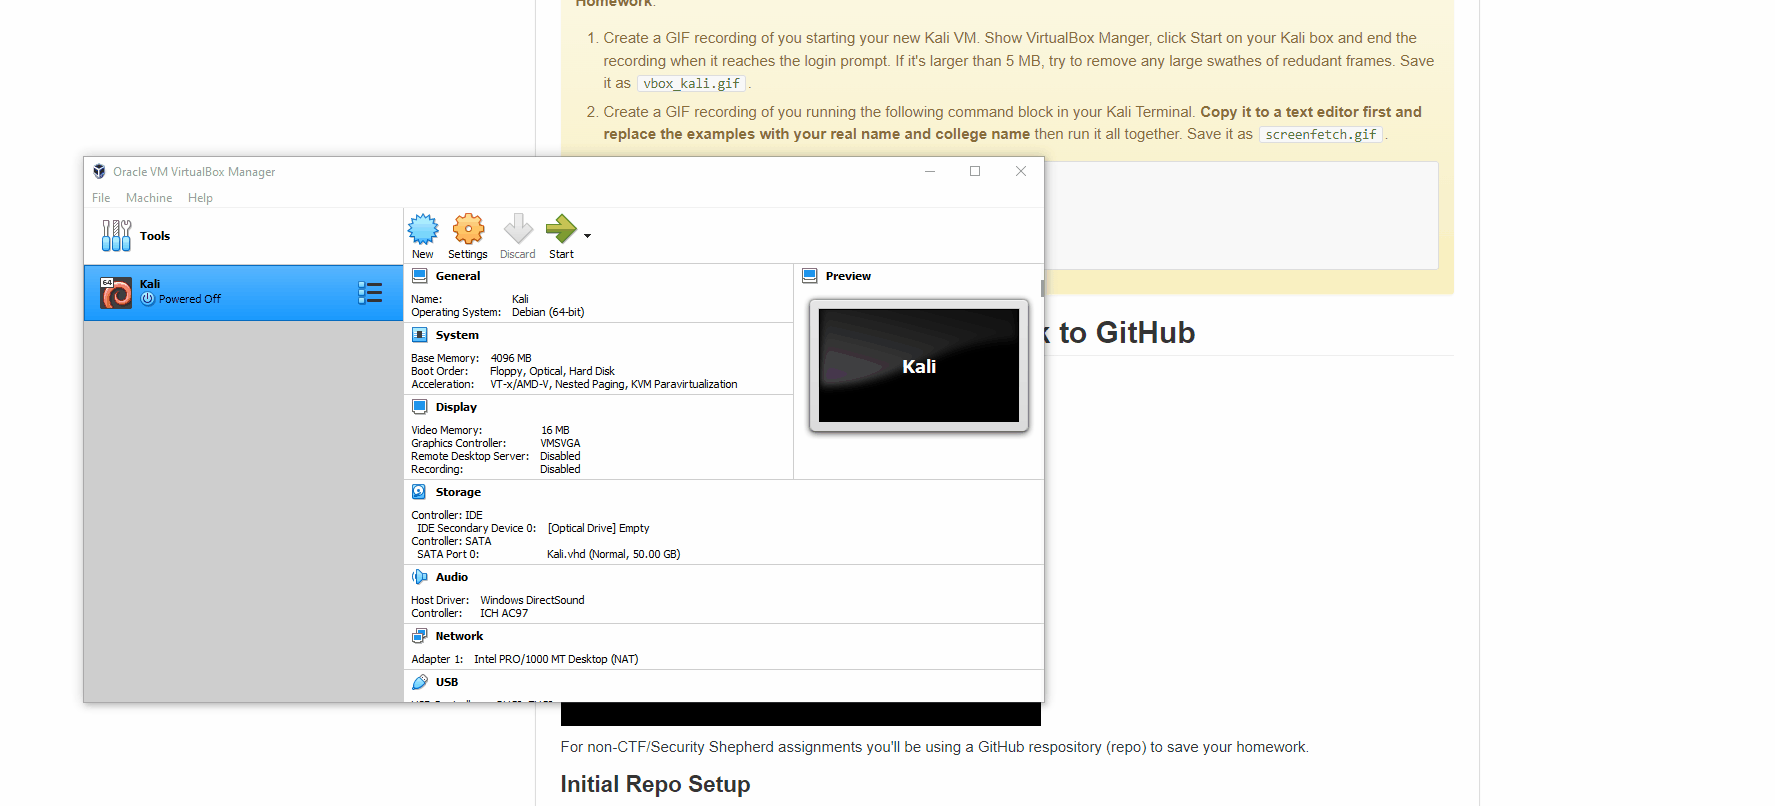 Homework.
1. Create a GIF recording of you starting your new Kali VM. Show VirtualBox Manger, click Start on your Kali box and end the
recording when it reaches the login prompt. If it's larger than 5 MB, try to remove any large swathes of redudant frames. Save
it as vbox_kali.gif.
2. Create a GIF recording of you running the following command block in your Kali Terminal. Copy it to a text editor first and
replace the examples with your real name and college name then run it all together. Save it as screenfetch.gif.
Oracle VM VirtualBox Manager
File Machine Help
Tools
New Settings Discard Start
64
Kali
Powered Off
General
Name: Kali
Operating System: Debian (64-bit)
System
Base Memory: 4096 MB
Boot Order: Floppy, Optical, Hard Disk
Acceleration: VT-x/AMD-V, Nested Paging, KVM Paravirtualization
Display
Video Memory: 16 MB
Graphics Controller: VMSVGA
Remote Desktop Server: Disabled
Recording: Disabled
Preview
Kali
Storage
Controller: IDE
IDE Secondary Device 0: [Optical Drive] Empty
Controller: SATA
SATA Port 0: Kali.vhd (Normal, 50.00 GB)
Audio
Host Driver: Windows DirectSound
Controller: ICH AC97
Network
Adapter 1: Intel PRO/1000 MT Desktop (NAT)
USB
to GitHub
For non-CTF/Security Shepherd assignments you'll be using a GitHub respository (repo) to save your homework.
Initial Repo Setup